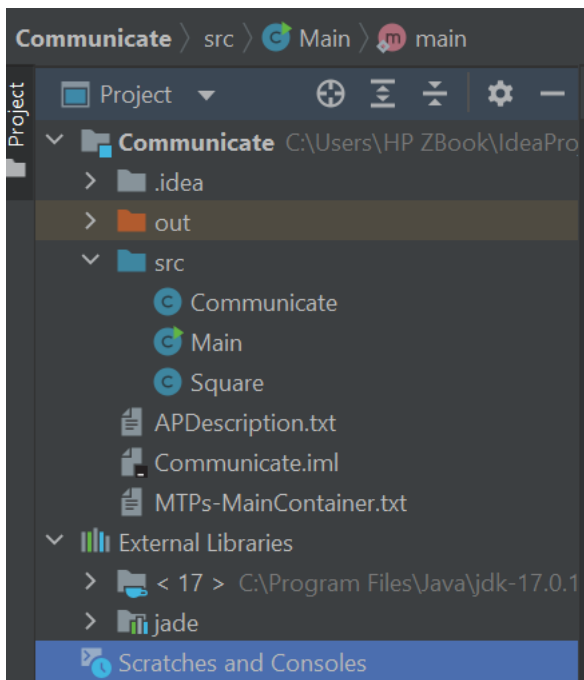 Communicate 〉 src 〉 Main 〉 m main
Project
Project
Communicate C:\Users\HP ZBook\IdeaPro
.idea
out
src
C Communicate
C Main
C Square
APDescription.txt
Communicate.iml
MTPs-MainContainer.txt
External Libraries
< 17 > C:\Program Files\Java\jdk-17.0.1
jade
Scratches and Consoles